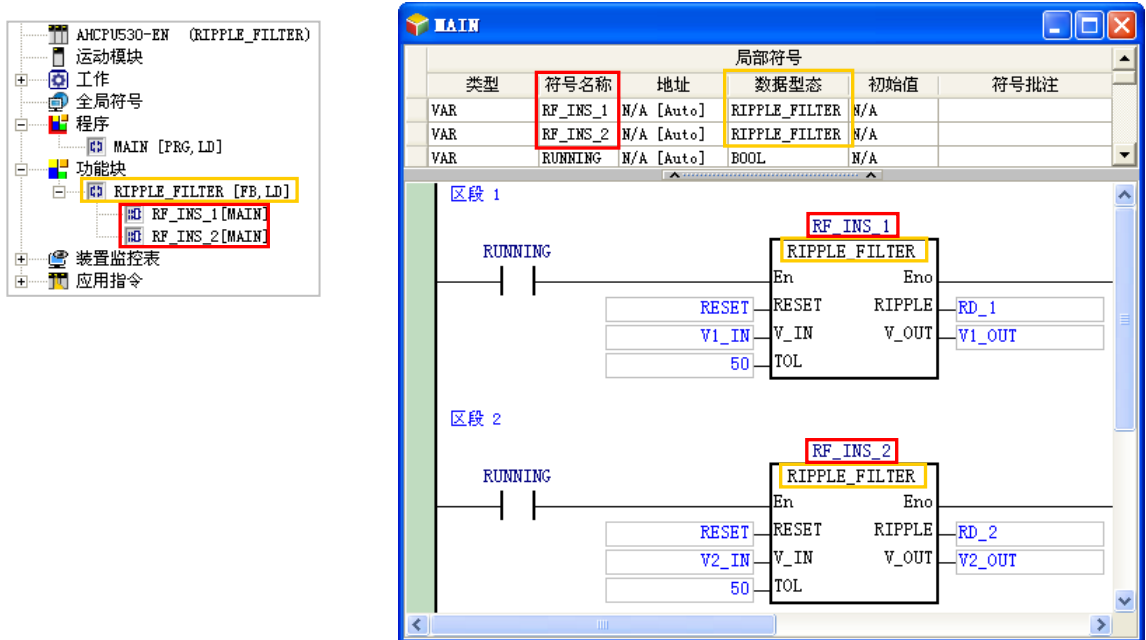 AHCPU530-EN (RIPPLE_FILTER)
运动模块
工作
全局符号
程序
MAIN [PRG,LD]
功能块
RIPPLE_FILTER [FB,LD]
RF_INS_1[MAIN]
RF_INS_2[MAIN]
装置监控表
应用指令
MAIN
局部符号
类型 符号名称 地址 数据型态 初始值 符号批注
VAR RF_INS_1 N/A [Auto] RIPPLE_FILTER N/A
VAR RF_INS_2 N/A [Auto] RIPPLE_FILTER N/A
VAR RUNNING N/A [Auto] BOOL N/A
区段 1
RF_INS_1
RUNNING RIPPLE_FILTER
En Eno
RESET RESET RIPPLE RD_1
V1_IN V_IN V_OUT V1_OUT
50 TOL
区段 2
RF_INS_2
RUNNING RIPPLE_FILTER
En Eno
RESET RESET RIPPLE RD_2
V2_IN V_IN V_OUT V2_OUT
50 TOL